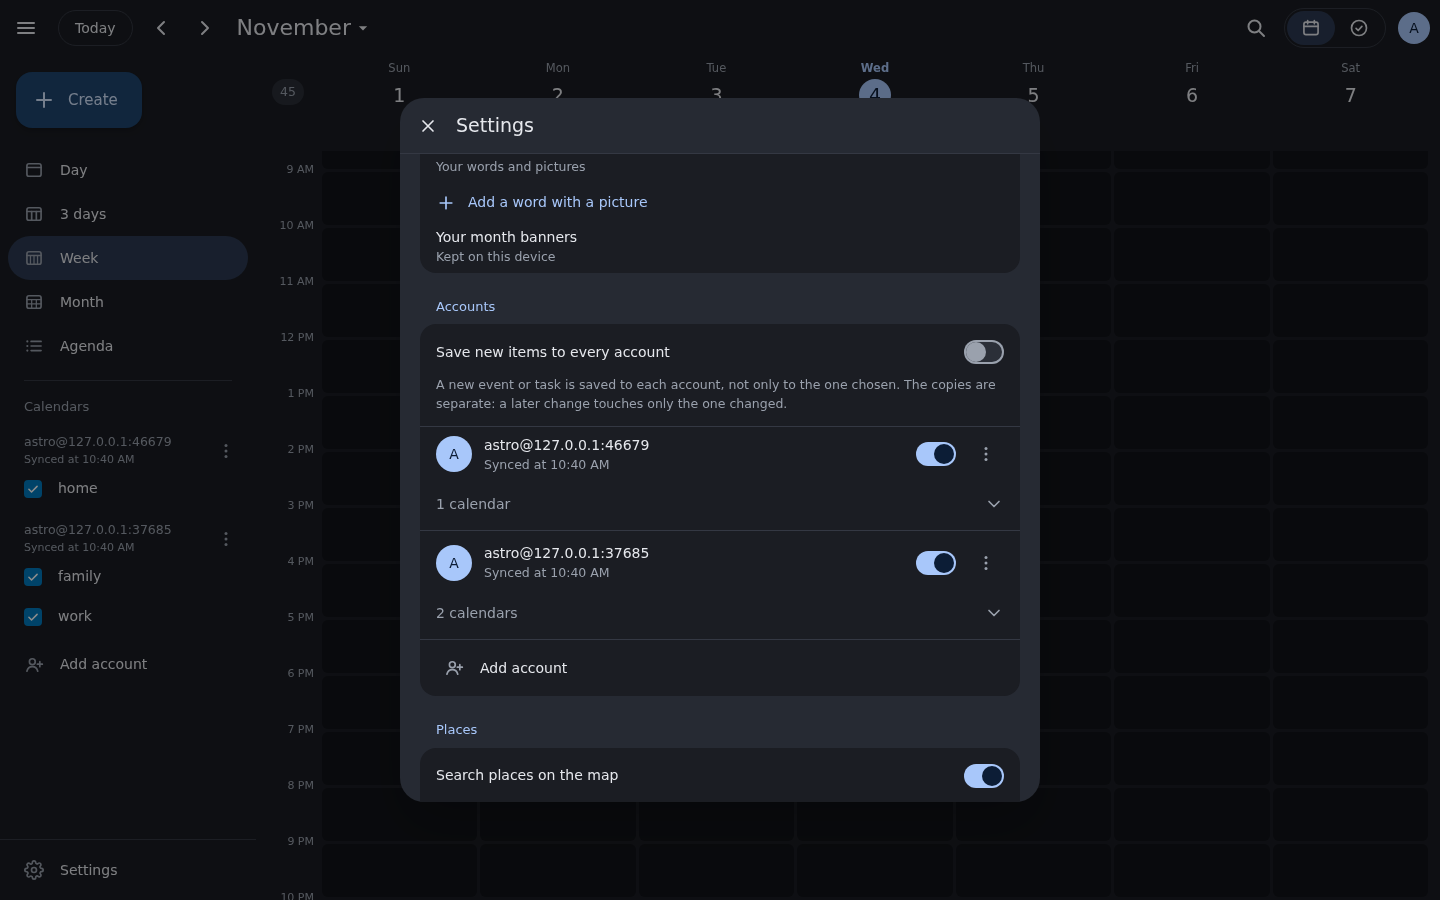 Today
November
A
Create
Day
3 days
Week
Month
Agenda
Calendars
astro@127.0.0.1:46679
Synced at 10:40 AM
home
astro@127.0.0.1:37685
Synced at 10:40 AM
family
work
Add account
Settings
45
Sun
Mon
Tue
Wed
Thu
Fri
Sat
1
2
3
4
5
6
7
9 AM
10 AM
11 AM
12 PM
1 PM
2 PM
3 PM
4 PM
5 PM
6 PM
7 PM
8 PM
9 PM
10 PM
Settings
Your words and pictures
Add a word with a picture
Your month banners
Kept on this device
Accounts
Save new items to every account
A new event or task is saved to each account, not only to the one chosen. The copies are
separate: a later change touches only the one changed.
A
astro@127.0.0.1:46679
Synced at 10:40 AM
1 calendar
A
astro@127.0.0.1:37685
Synced at 10:40 AM
2 calendars
Add account
Places
Search places on the map